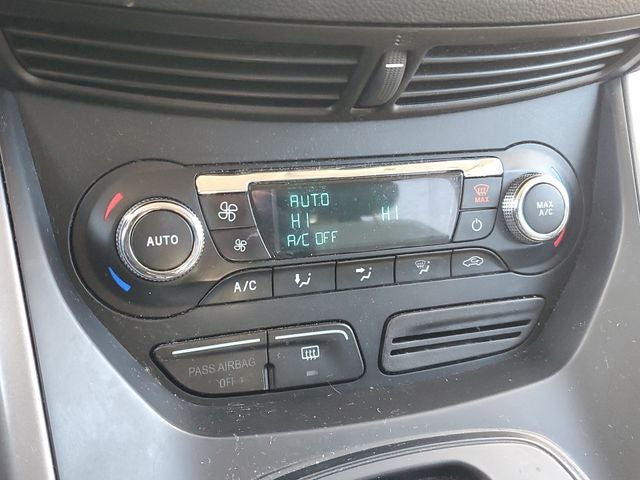 AUTO
HI HI
A/C OFF
MAX
AUTO
MAX
A/C
A/C
PASS AIRBAG
OFF